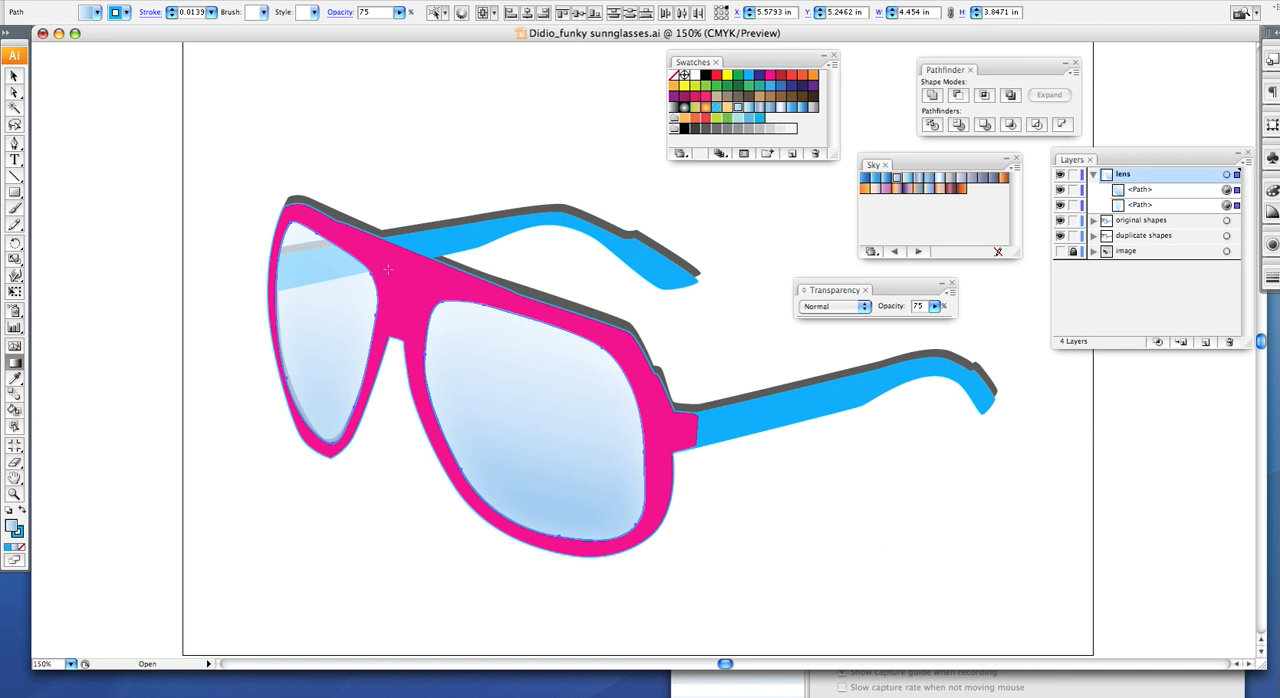 Path
Stroke:
0.0139
Brush:
Style:
Opacity:
75
%
X:
5.5793 in
Y:
5.2462 in
W:
4.454 in
H:
3.8471 in
Didio_funky sunnglasses.ai @ 150% (CMYK/Preview)
Ai
Swatches ×
Pathfinder ×
Shape Modes:
Expand
Pathfinders:
Sky ×
Layers ×
lens
<Path>
<Path>
original shapes
duplicate shapes
image
4 Layers
Transparency ×
Normal
Opacity:
75
%
T
150%
Open
Show capture guide when recording
Slow capture rate when not moving mouse